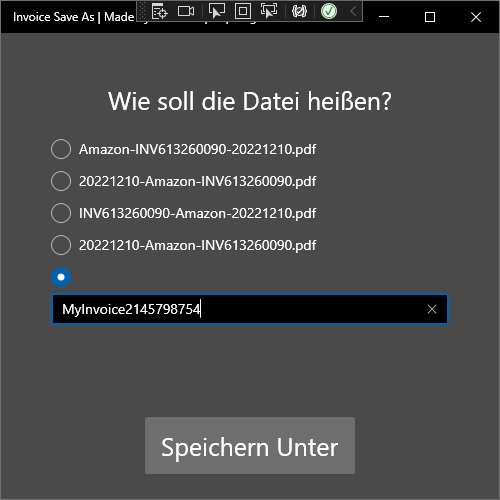 Invoice Save As | Made
Wie soll die Datei heißen?
Amazon-INV613260090-20221210.pdf
20221210-Amazon-INV613260090.pdf
INV613260090-Amazon-20221210.pdf
20221210-Amazon-INV613260090.pdf
MyInvoice2145798754
Speichern Unter